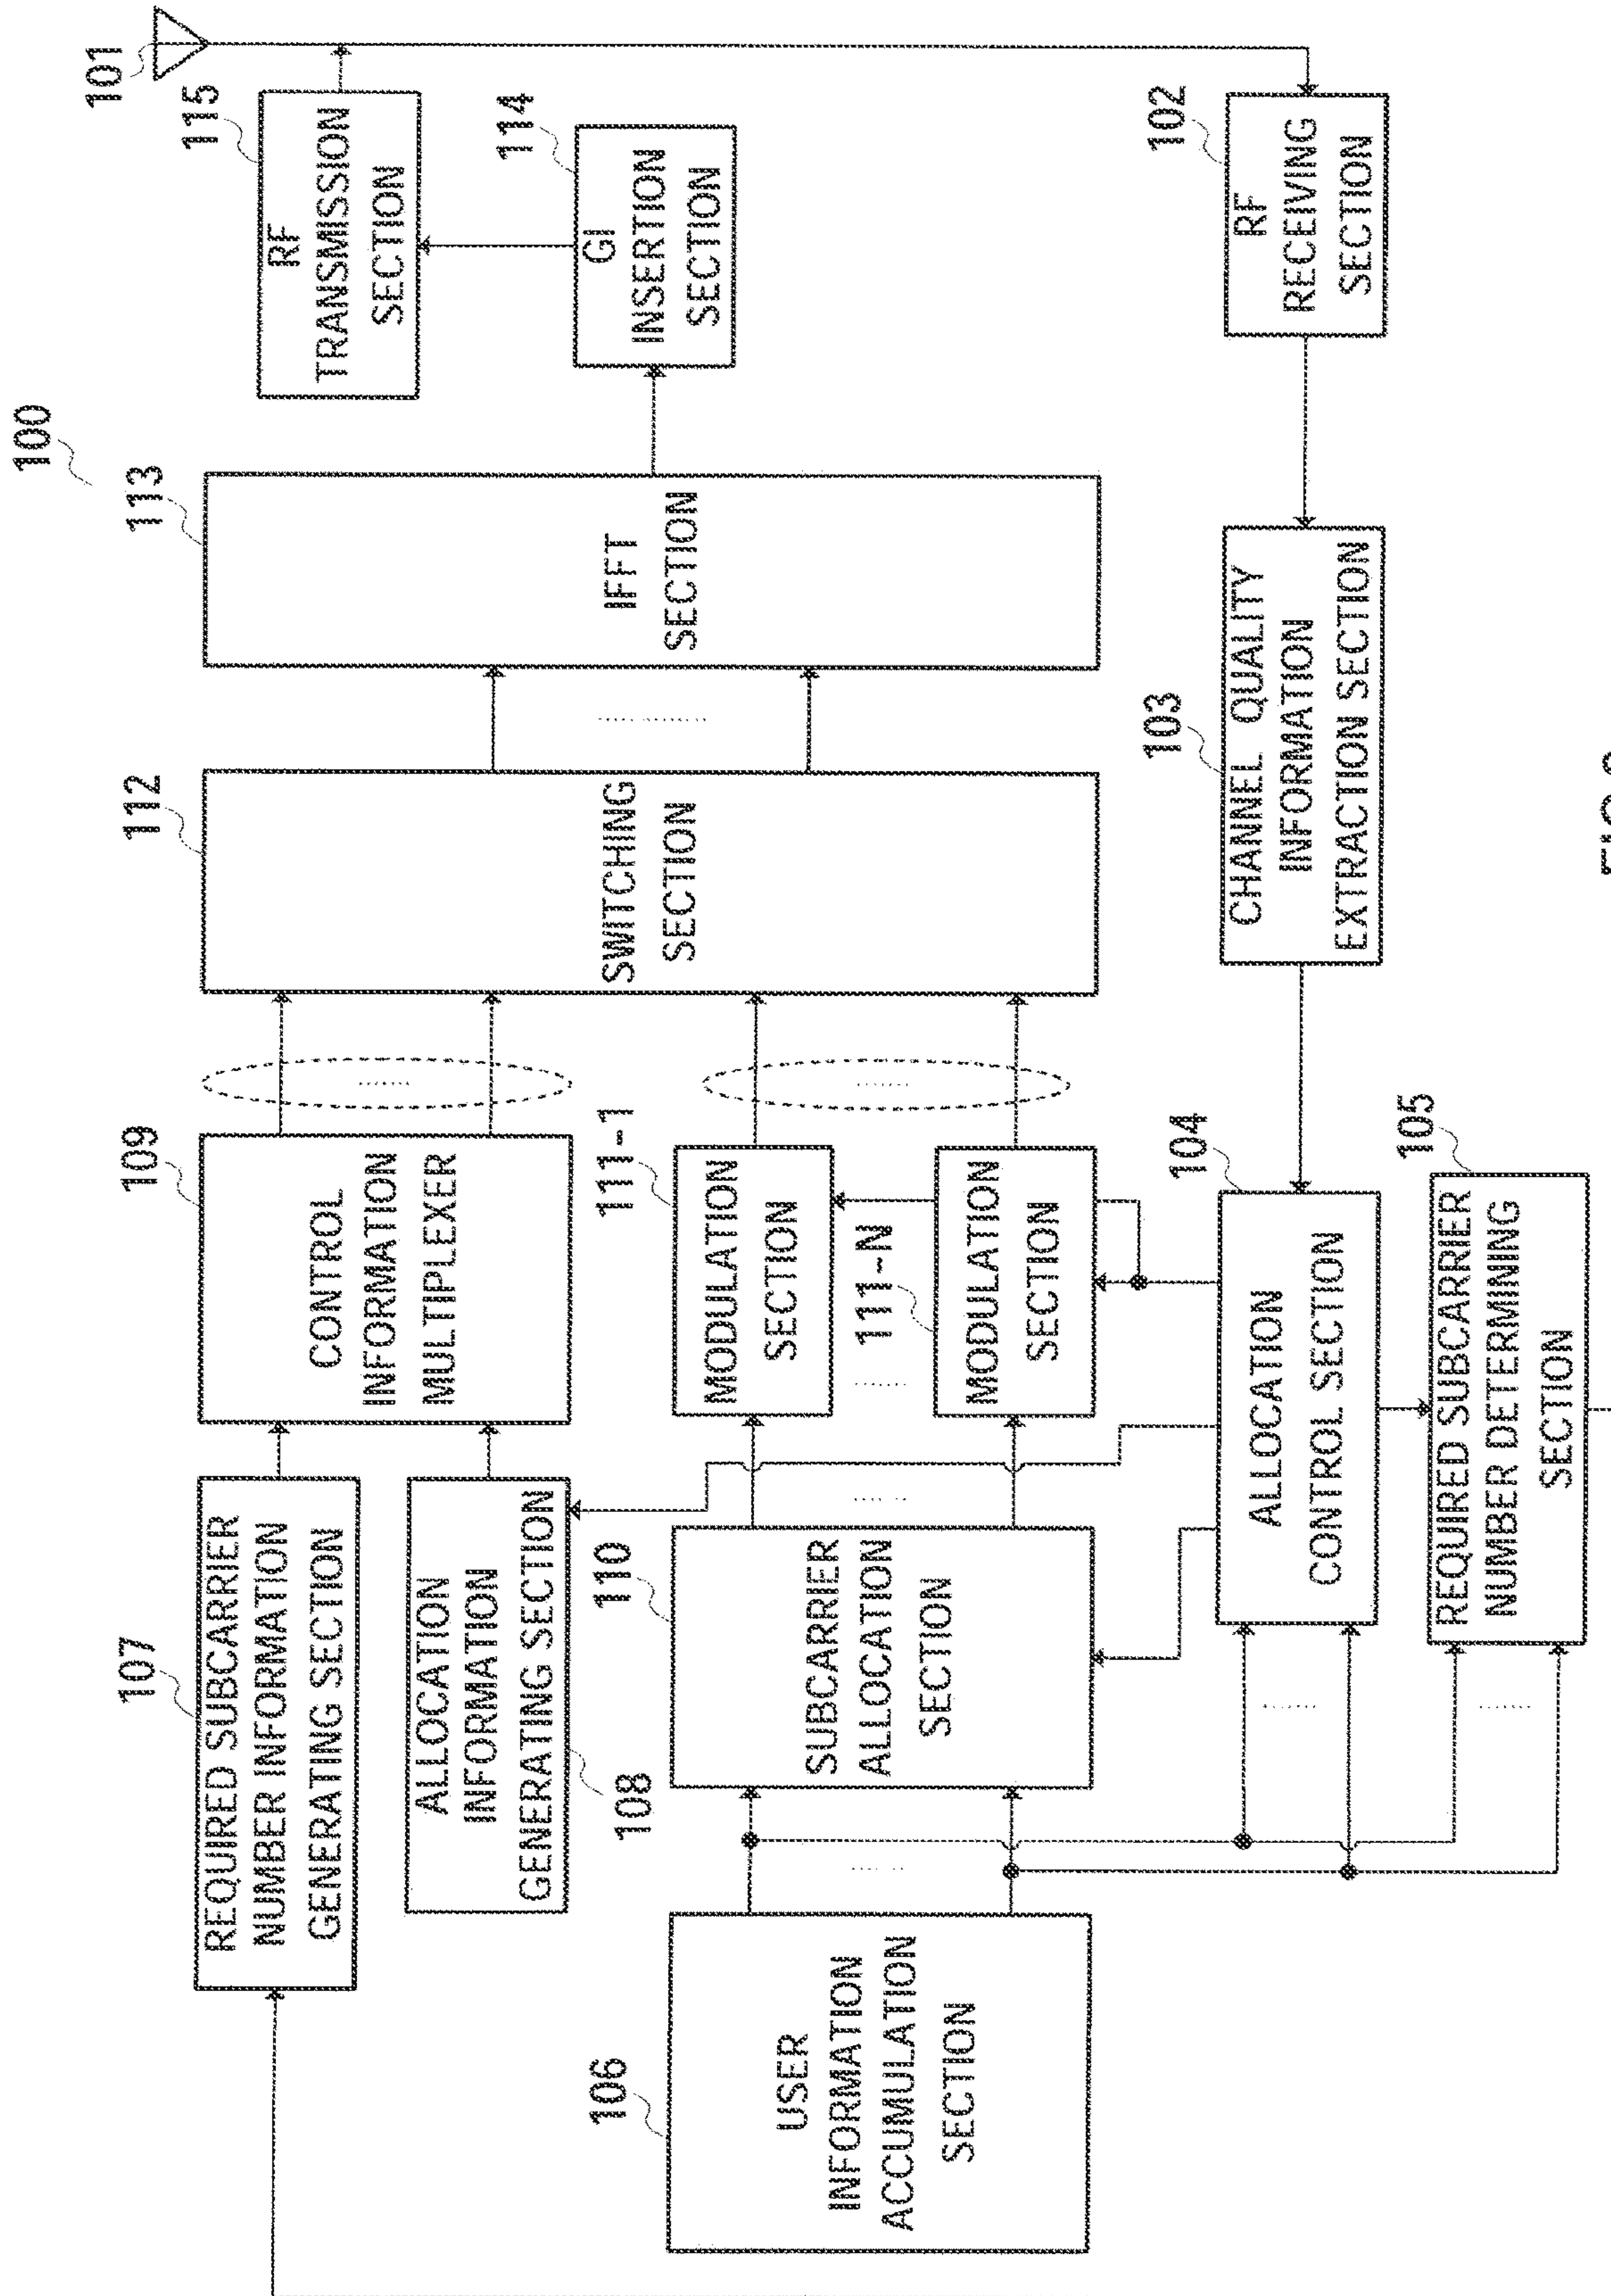 100
107
REQUIRED SUBCARRIER
NUMBER INFORMATION
GENERATING SECTION
109
CONTROL
INFORMATION
MULTIPLEXER
112
SWITCHING
SECTION
113
IFFT
SECTION
115
RF
TRANSMISSION
SECTION
101
ALLOCATION
INFORMATION
GENERATING SECTION
108
114
GI
INSERTION
SECTION
106
USER
INFORMATION
ACCUMULATION
SECTION
110
SUBCARRIER
ALLOCATION
SECTION
111-1
MODULATION
SECTION
111-N
MODULATION
SECTION
104
ALLOCATION
CONTROL SECTION
103
CHANNEL QUALITY
INFORMATION
EXTRACTION SECTION
102
RF
RECEIVING
SECTION
105
REQUIRED SUBCARRIER
NUMBER DETERMINING
SECTION